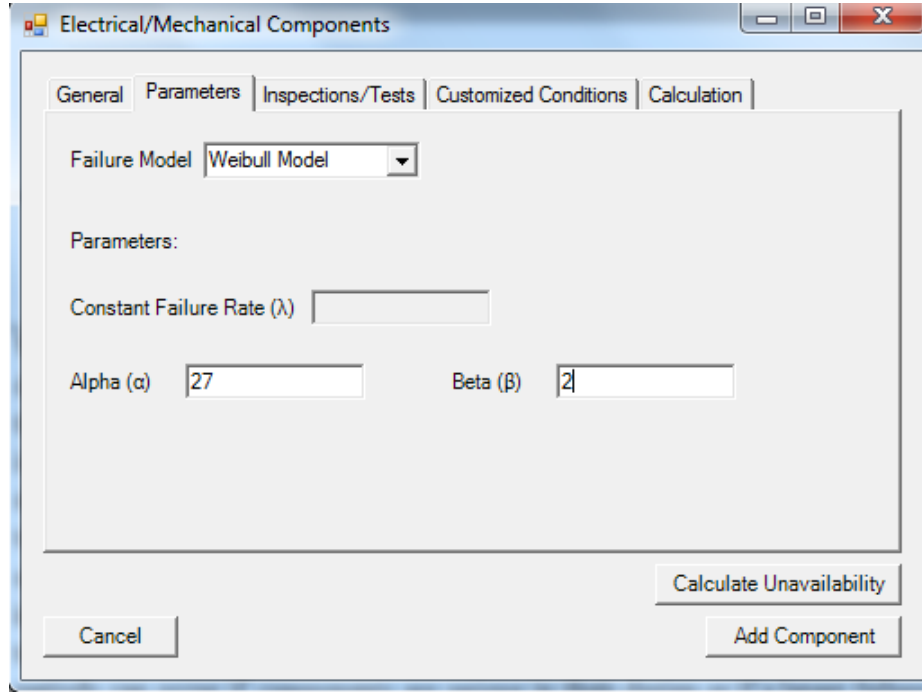 Electrical/Mechanical Components
General Parameters Inspections/Tests Customized Conditions Calculation
Failure Model Weibull Model
Parameters:
Constant Failure Rate (λ)
Alpha (α) 27 Beta (β) 2
Calculate Unavailability
Cancel Add Component